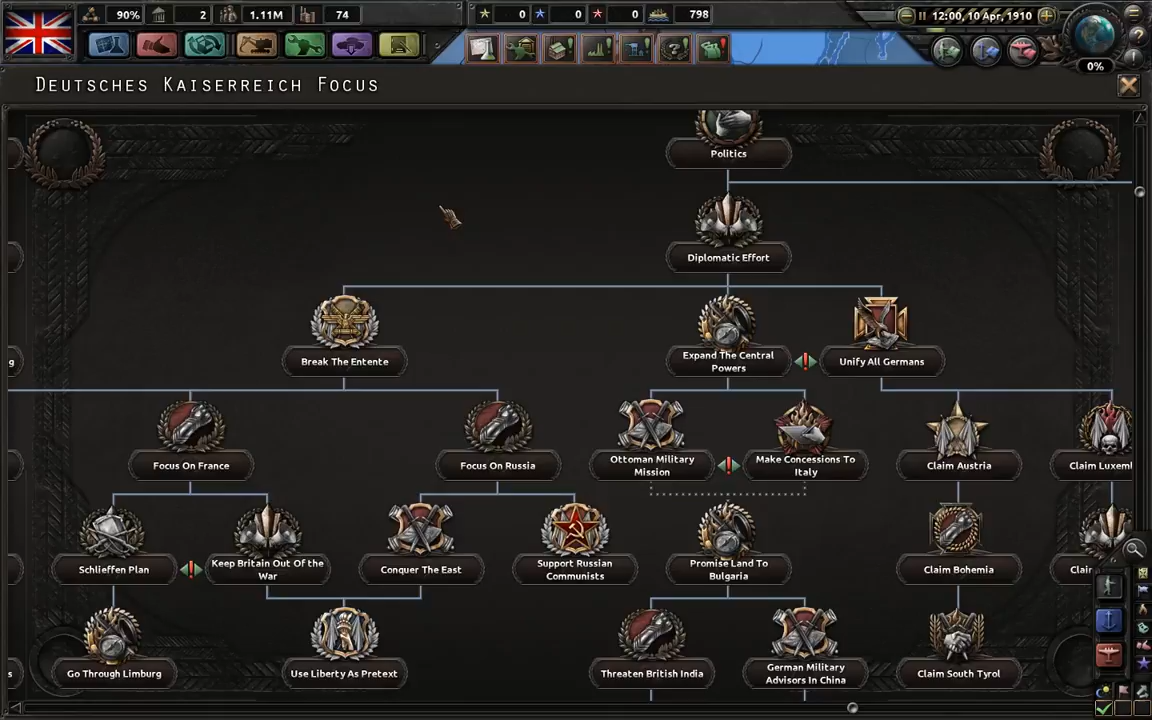 90%
2
1.11M
74
0
0
0
798
12:00, 10 Apr, 1910
0%
Deutsches Kaiserreich Focus
Politics
Diplomatic Effort
Break The Entente
Expand The Central
Powers
Unify All Germans
Focus On France
Focus On Russia
Ottoman Military
Mission
Make Concessions To
Italy
Claim Austria
Claim Luxem
Schlieffen Plan
Keep Britain Out Of the
War
Conquer The East
Support Russian
Communists
Promise Land To
Bulgaria
Claim Bohemia
Go Through Limburg
Use Liberty As Pretext
Threaten British India
German Military
Advisors In China
Claim South Tyrol